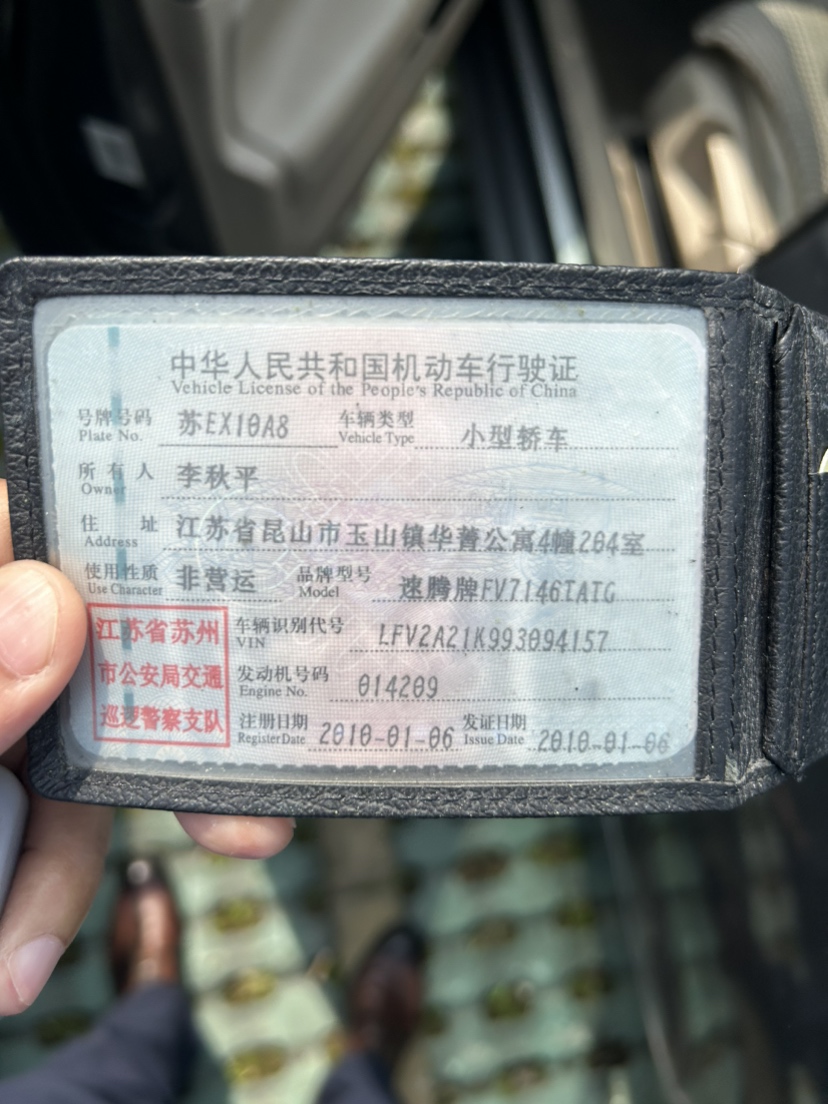 中华人民共和国机动车行驶证
Vehicle License of the People's Republic of China
号牌号码 Plate No. 苏EX10A8 车辆类型 Vehicle Type 小型轿车
所有人 Owner 李秋平
住址 Address 江苏省昆山市玉山镇华菁公寓4幢204室
使用性质 Use Character 非营运 品牌型号 Model 速腾牌FV7146TATG
江苏省苏州 车辆识别代号 VIN LFV2A21K993094157
市公安局交通 发动机号码 Engine No. 014209
巡逻警察支队 注册日期 Register Date 2010-01-06 发证日期 Issue Date 2010-01-06